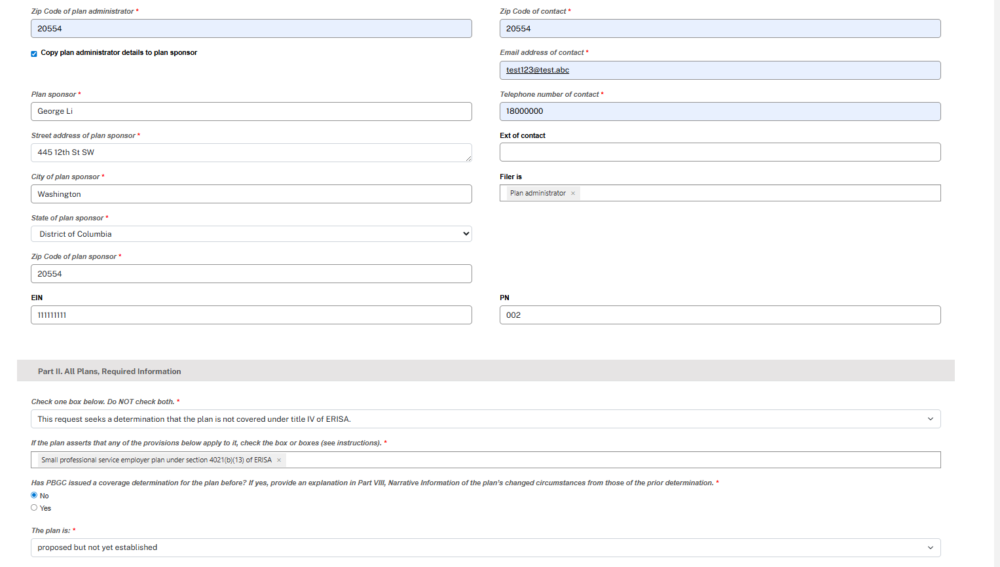 Zip Code of plan administrator *
20554
Copy plan administrator details to plan sponsor
Plan sponsor *
George Li
Street address of plan sponsor *
445 12th St SW
City of plan sponsor *
Washington
State of plan sponsor *
District of Columbia
Zip Code of plan sponsor *
20554
EIN
111111111
Zip Code of contact *
20554
Email address of contact *
test123@test.abc
Telephone number of contact *
18000000
Ext of contact
Filer is
Plan administrator ×
PN
002
Part II. All Plans, Required Information
Check one box below. Do NOT check both. *
This request seeks a determination that the plan is not covered under title IV of ERISA.
If the plan asserts that any of the provisions below apply to it, check the box or boxes (see instructions). *
Small professional service employer plan under section 4021(b)(13) of ERISA ×
Has PBGC issued a coverage determination for the plan before? If yes, provide an explanation in Part VIII, Narrative Information of the plan's changed circumstances from those of the prior determination. *
No
Yes
The plan is: *
proposed but not yet established